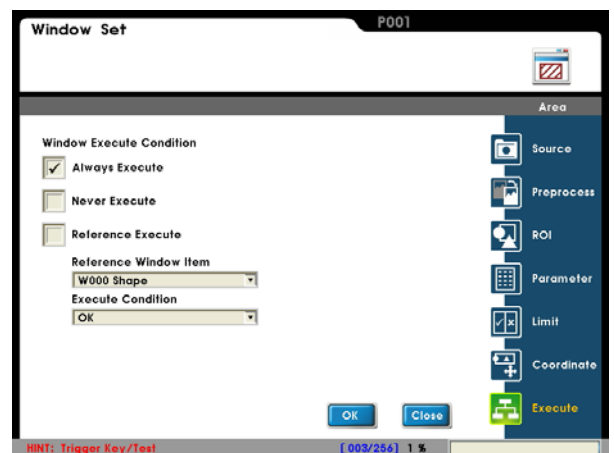 Window Set
P001
Area
Window Execute Condition
Always Execute
Never Execute
Reference Execute
Reference Window Item
W000 Shape
Execute Condition
OK
Source
Preprocess
ROI
Parameter
Limit
Coordinate
Execute
OK
Close
HINT: Trigger Key/Test
[003/256] 1 %